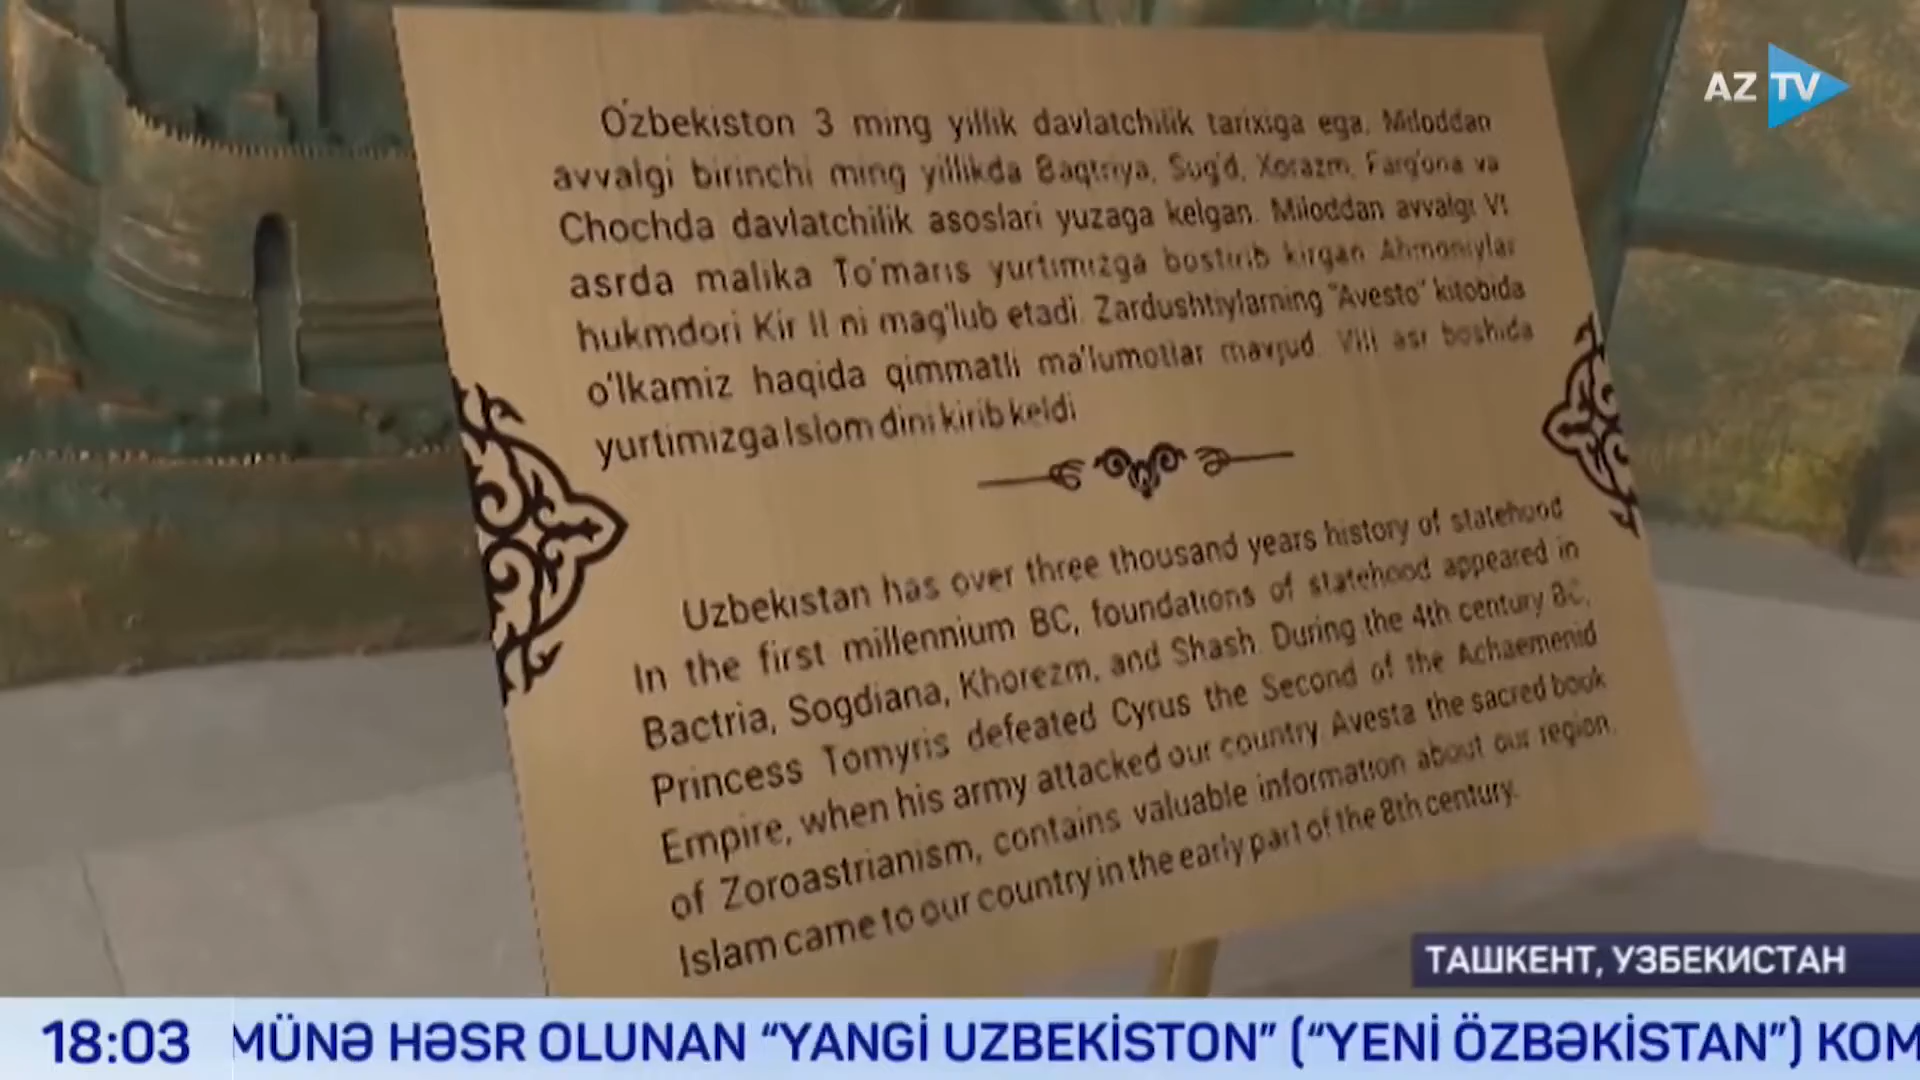 AZ TV
O'zbekiston 3 ming yillik davlatchilik tarixiga ega. Miloddan
avvalgi birinchi ming yillikda Baqtriya, Sug'd, Xorazm, Farg'ona va
Chochda davlatchilik asoslari yuzaga kelgan. Miloddan avvalgi VI
asrda malika To'maris yurtimizga bostirib kirgan Ahmoniylar
hukmdori Kir II ni mag'lub etadi. Zardushtiylarning "Avesto" kitobida
o'lkamiz haqida qimmatli ma'lumotlar mavjud. VIII asr boshida
yurtimizga Islom dini kirib keldi
Uzbekistan has over three thousand years history of statehood
In the first millennium BC, foundations of statehood appeared in
Bactria, Sogdiana, Khorezm, and Shash. During the 4th century BC,
Princess Tomyris defeated Cyrus the Second of the Achaemenid
Empire, when his army attacked our country. Avesta the sacred book
of Zoroastrianism, contains valuable information about our region.
Islam came to our country in the early part of the 8th century.
ТАШКЕНТ, УЗБЕКИСТАН
18:03 MÜNƏ HƏSR OLUNAN “YANGİ UZBEKİSTON” (“YENİ ÖZBƏKİSTAN”) KOM